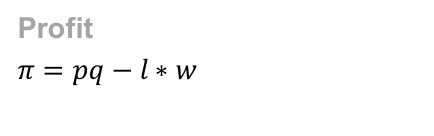 Profit
π = pq − l * w